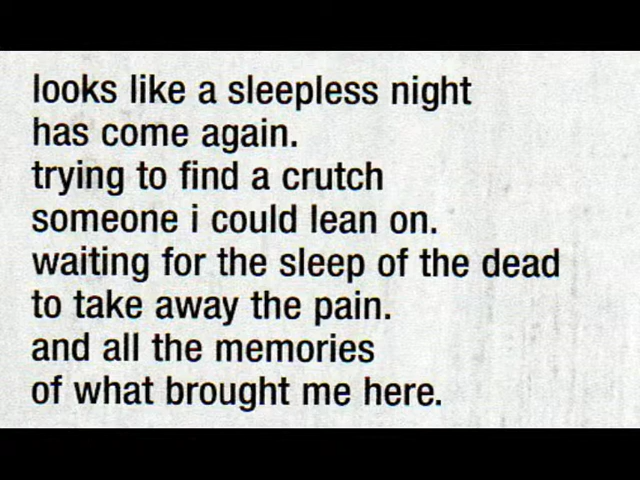 looks like a sleepless night
has come again.
trying to find a crutch
someone i could lean on.
waiting for the sleep of the dead
to take away the pain.
and all the memories
of what brought me here.